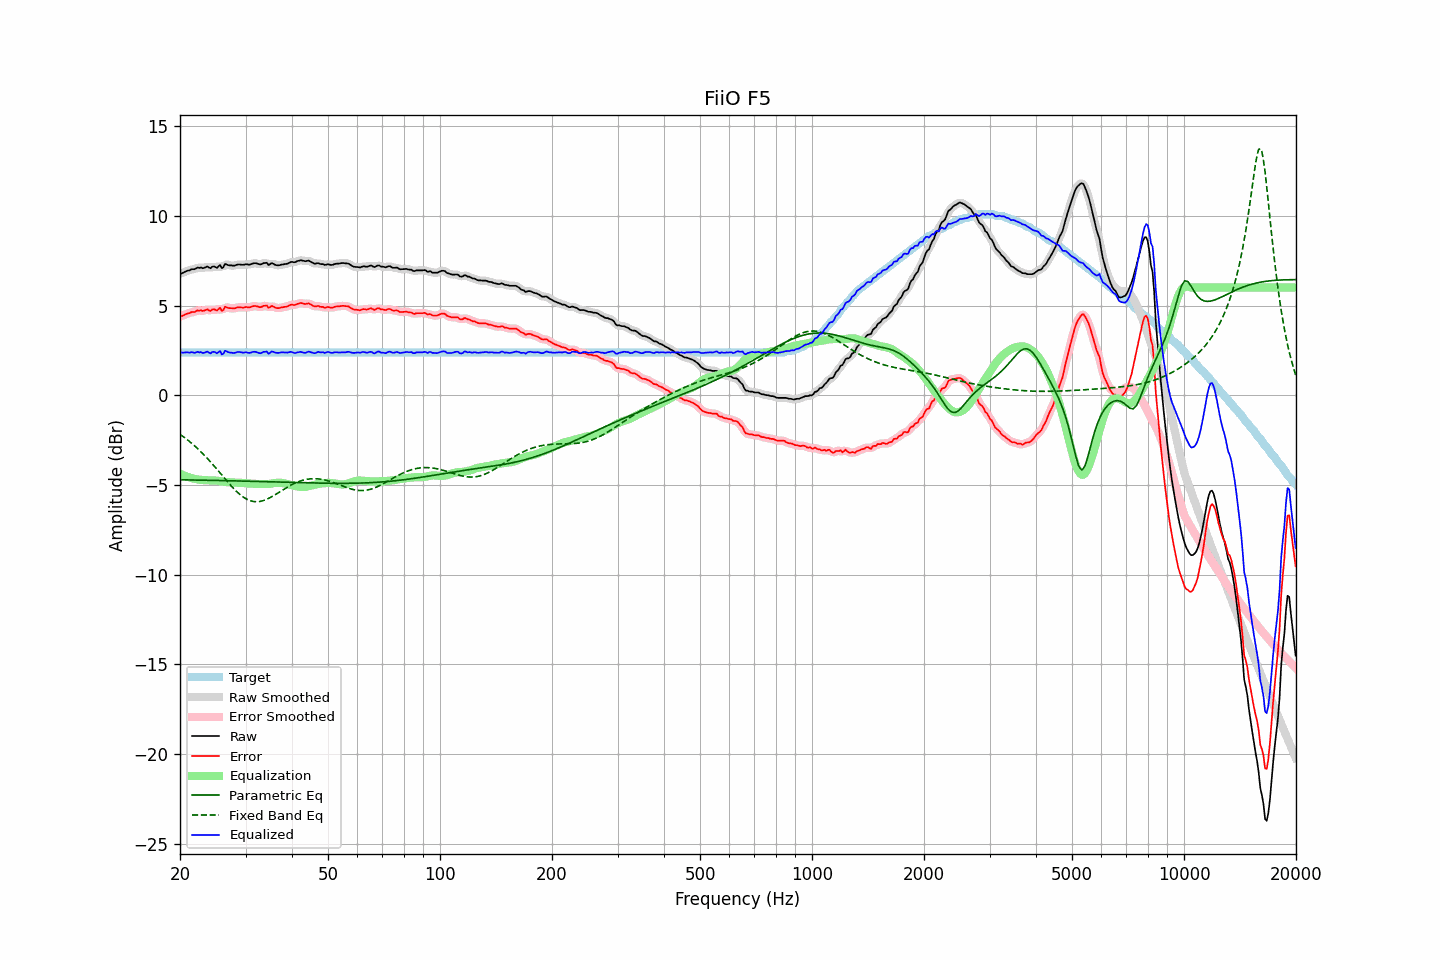 FiiO F5
Amplitude (dBr)
15
10
5
0
−5
−10
−15
−20
−25
Target
Raw Smoothed
Error Smoothed
Raw
Error
Equalization
Parametric Eq
Fixed Band Eq
Equalized
20 50 100 200 500 1000 2000 5000 10000 20000
Frequency (Hz)